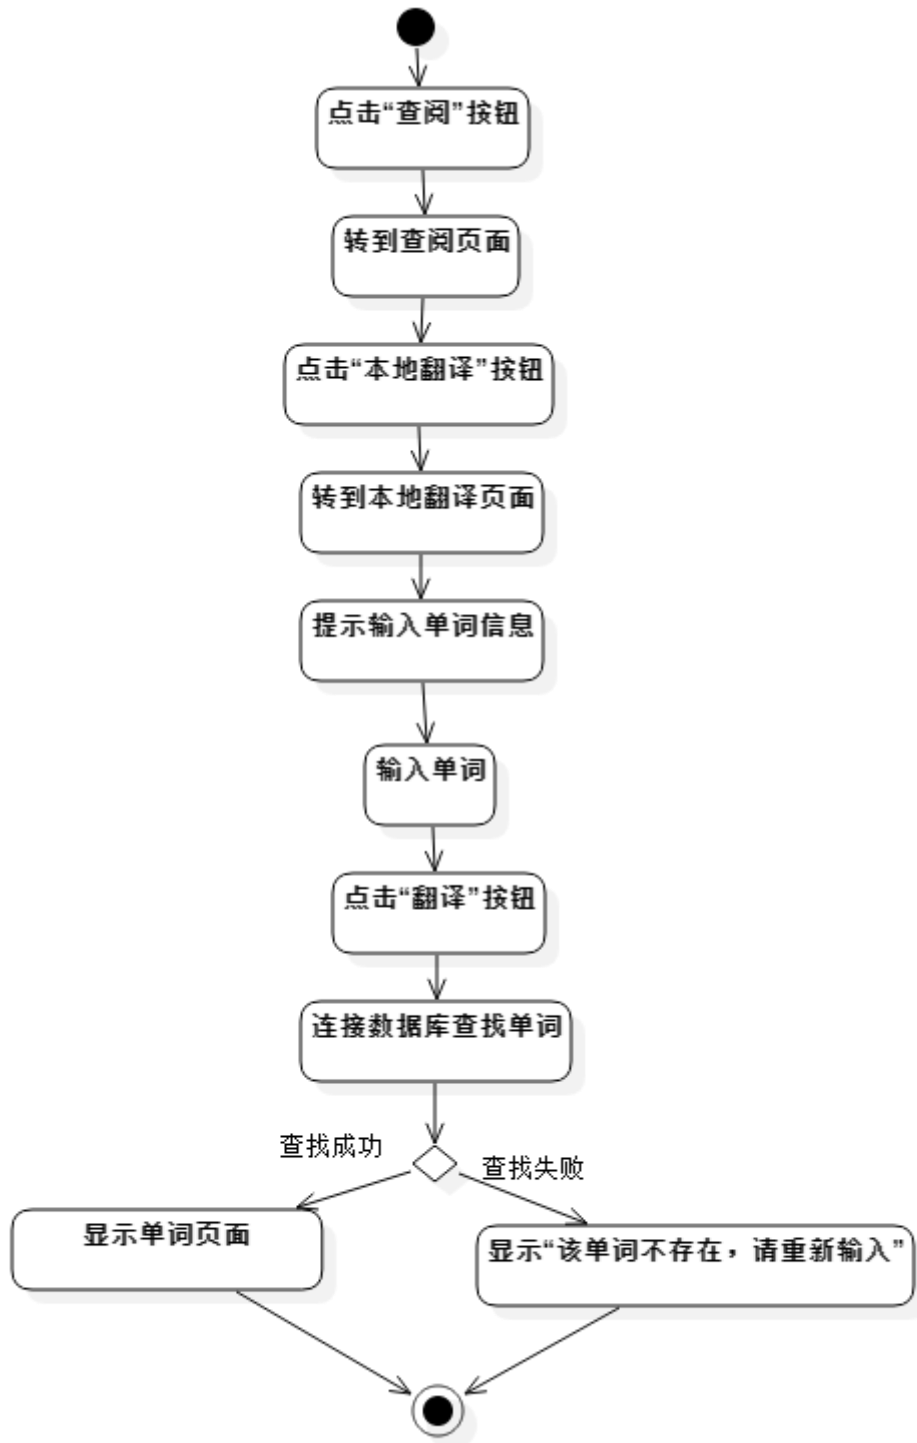 点击“查阅”按钮
转到查阅页面
点击“本地翻译”按钮
转到本地翻译页面
提示输入单词信息
输入单词
点击“翻译”按钮
连接数据库查找单词
查找成功
查找失败
显示单词页面
显示“该单词不存在，请重新输入”